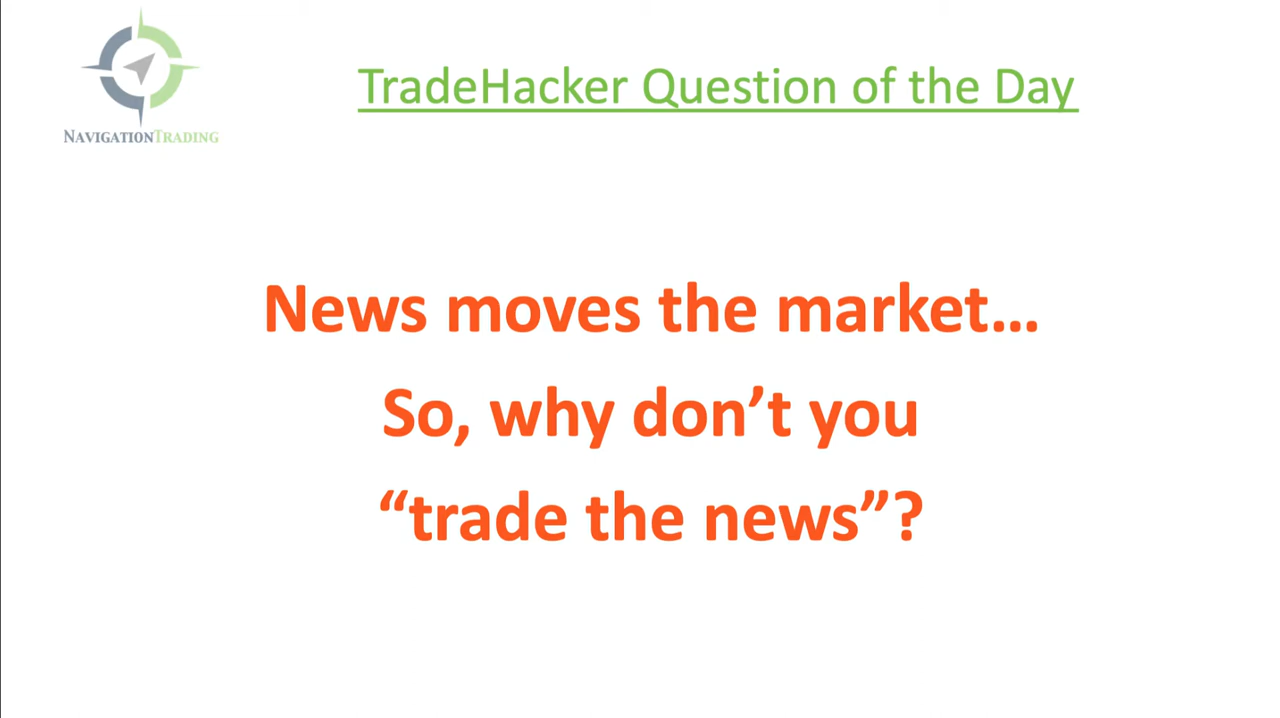 NAVIGATIONTRADING
TradeHacker Question of the Day
News moves the market...
So, why don’t you
“trade the news”?